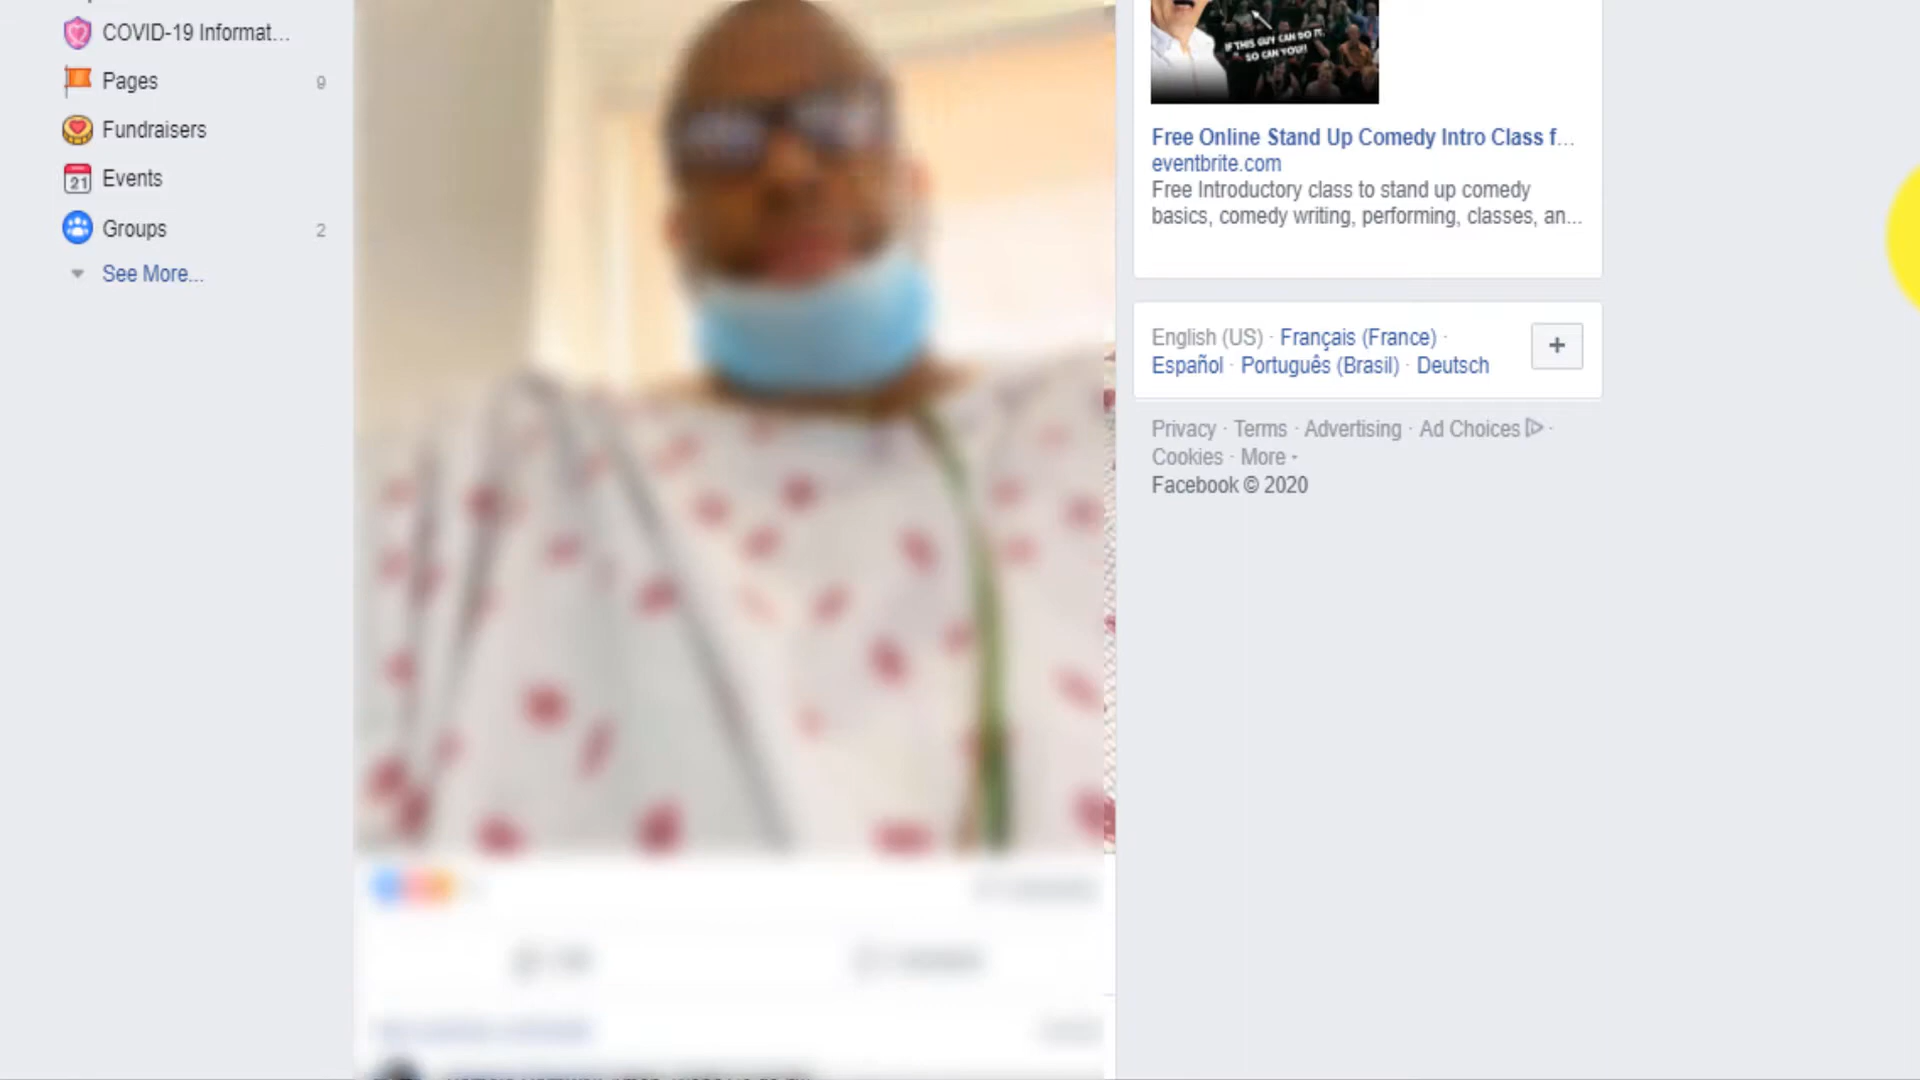 COVID-19 Informat...
Pages 9
Fundraisers
21 Events
Groups 2
See More...
IF THIS GUY CAN DO IT,
SO CAN YOU!!
Free Online Stand Up Comedy Intro Class f...
eventbrite.com
Free Introductory class to stand up comedy
basics, comedy writing, performing, classes, an...
English (US) · Français (France) ·
Español · Português (Brasil) · Deutsch
+
Privacy · Terms · Advertising · Ad Choices ·
Cookies · More
Facebook © 2020